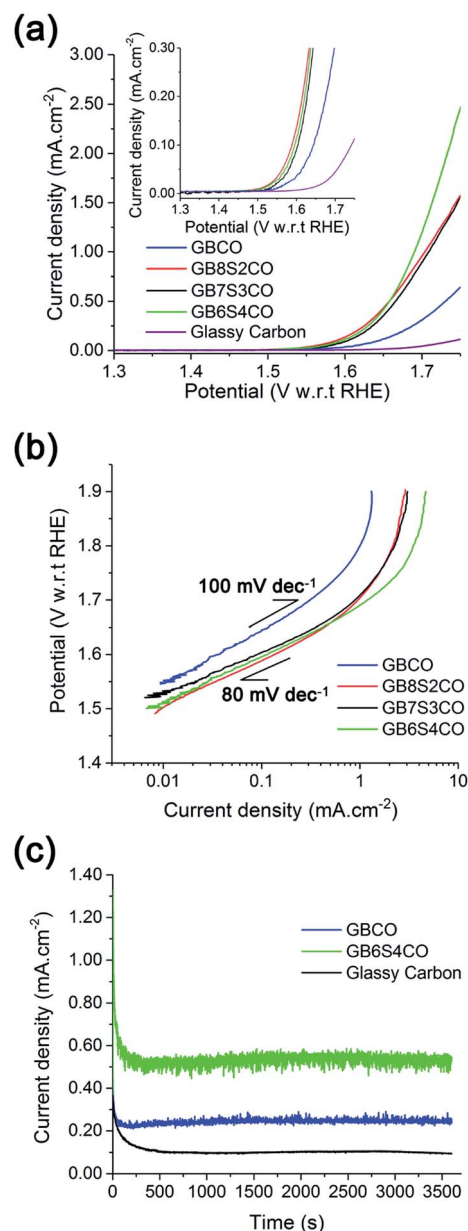 (a)
Current density (mA.cm⁻²)
3.00
2.50
2.00
1.50
1.00
0.50
0.00
1.3 1.4 1.5 1.6 1.7
Potential (V w.r.t RHE)
Current density (mA.cm⁻²)
0.30
0.20
0.10
0.00
1.3 1.4 1.5 1.6 1.7
Potential (V w.r.t RHE)
GBCO
GB8S2CO
GB7S3CO
GB6S4CO
Glassy Carbon
(b)
Potential (V w.r.t RHE)
1.9
1.8
1.7
1.6
1.5
1.4
0.01 0.1 1 10
Current density (mA.cm⁻²)
100 mV dec⁻¹
80 mV dec⁻¹
GBCO
GB8S2CO
GB7S3CO
GB6S4CO
(c)
Current density (mA.cm⁻²)
1.40
1.20
1.00
0.80
0.60
0.40
0.20
0.00
0 500 1000 1500 2000 2500 3000 3500
Time (s)
GBCO
GB6S4CO
Glassy Carbon